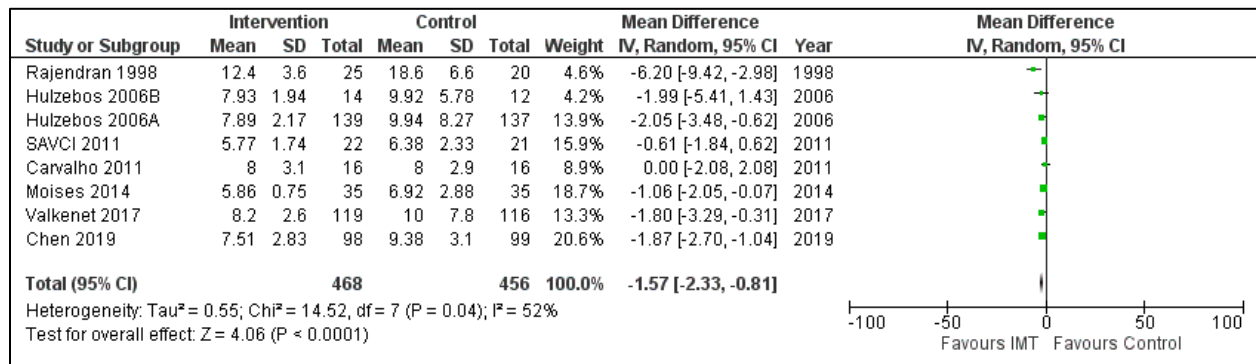 Intervention Control Mean Difference Mean Difference
Study or Subgroup Mean SD Total Mean SD Total Weight IV, Random, 95% CI Year IV, Random, 95% CI
Rajendran 1998 12.4 3.6 25 18.6 6.6 20 4.6% -6.20 [-9.42, -2.98] 1998
Hulzebos 2006B 7.93 1.94 14 9.92 5.78 12 4.2% -1.99 [-5.41, 1.43] 2006
Hulzebos 2006A 7.89 2.17 139 9.94 8.27 137 13.9% -2.05 [-3.48, -0.62] 2006
SAVCI 2011 5.77 1.74 22 6.38 2.33 21 15.9% -0.61 [-1.84, 0.62] 2011
Carvalho 2011 8 3.1 16 8 2.9 16 8.9% 0.00 [-2.08, 2.08] 2011
Moises 2014 5.86 0.75 35 6.92 2.88 35 18.7% -1.06 [-2.05, -0.07] 2014
Valkenet 2017 8.2 2.6 119 10 7.8 116 13.3% -1.80 [-3.29, -0.31] 2017
Chen 2019 7.51 2.83 98 9.38 3.1 99 20.6% -1.87 [-2.70, -1.04] 2019
Total (95% CI) 468 456 100.0% -1.57 [-2.33, -0.81]
Heterogeneity: Tau² = 0.55; Chi² = 14.52, df = 7 (P = 0.04); I² = 52%
Test for overall effect: Z = 4.06 (P < 0.0001)
-100 -50 0 50 100
Favours IMT Favours Control